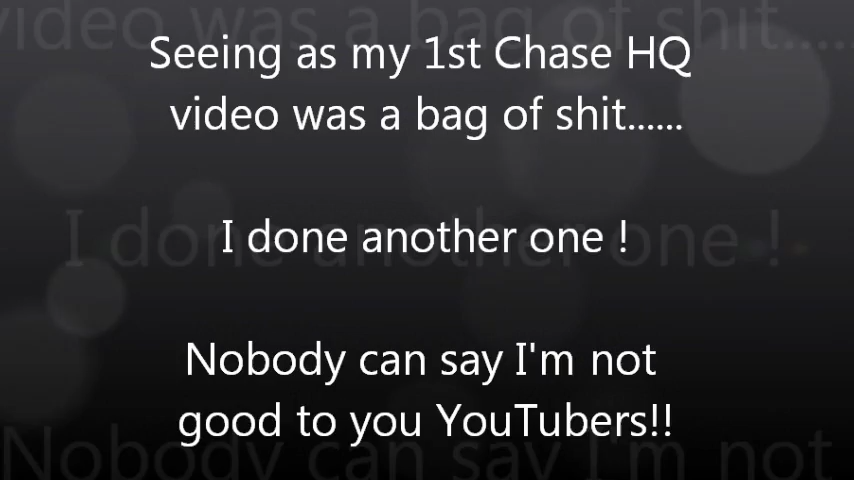 Seeing as my 1st Chase HQ
video was a bag of shit......
I done another one !
Nobody can say I'm not
good to you YouTubers!!